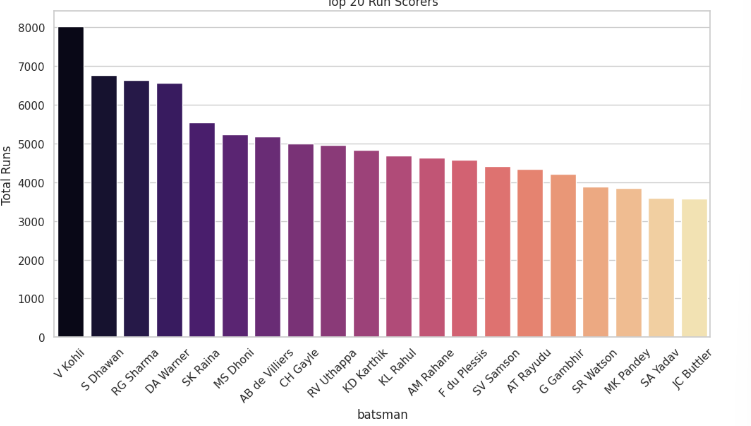 Top 20 Run Scorers
Total Runs
8000
7000
6000
5000
4000
3000
2000
1000
0
V Kohli
S Dhawan
RG Sharma
DA Warner
SK Raina
MS Dhoni
AB de Villiers
CH Gayle
RV Uthappa
KD Karthik
KL Rahul
AM Rahane
F du Plessis
SV Samson
AT Rayudu
G Gambhir
SR Watson
MK Pandey
SA Yadav
JC Buttler
batsman